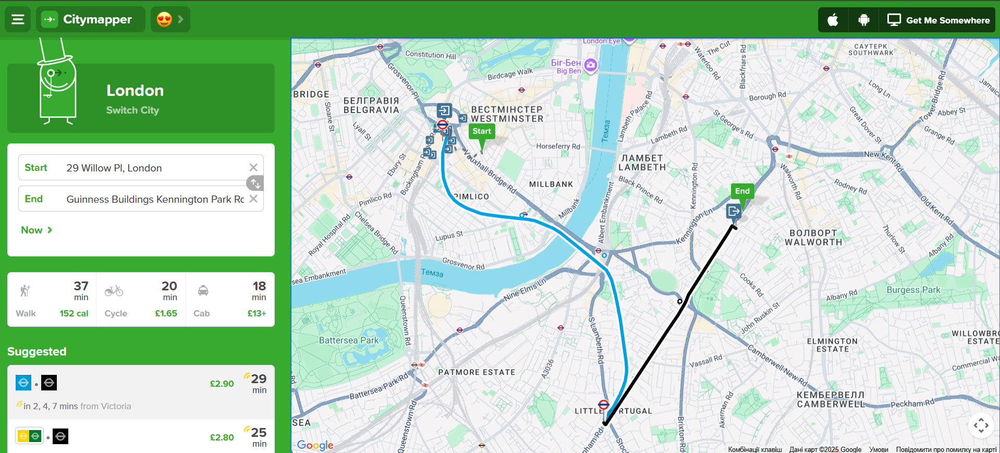 Citymapper
Get Me Somewhere
London
Switch City
Start
29 Willow Pl, London
End
Guinness Buildings Kennington Park Rd
Now
37
min
Walk
152 cal
20
min
Cycle
£1.65
18
min
Cab
£13+
Suggested
£2.90
29
min
in 2, 4, 7 mins from Victoria
£2.80
25
min
London Eye
Constitution Hill
Grosvenor Pl
Birdcage Walk
Біг-Бен
Big Ben
The Cut
Waterloo Rd
Blackfriars Rd
САУТЕРК
SOUTHWARK
Long Ln
Tower Bridge Rd
Jamaica
Abbey St
Grange Rd
Great Dover St
Borough Rd
St George's Rd
BRIDGE
Sloane St
БЕЛГРАВІЯ
BELGRAVIA
Lyall St
ВЕСТМІНСТЕР
WESTMINSTER
Start
Horseferry Rd
Темза
Lambeth Palace Rd
Lambeth Rd
ЛАМБЕТ
LAMBETH
New Kent Rd
Ebury St
Buckingham
Vauxhall Bridge Rd
MILLBANK
Millbank
PIMLICO
Pimlico Rd
Black Prince Rd
Kennington Rd
Walworth Rd
Rodney Rd
Old Kent Rd
End
Kennington Ln
Albert Embankment
Royal Hospital Rd
Chelsea Bridge Rd
Lupus St
Grosvenor Rd
ВОЛВОРТ
WALWORTH
Thurlow St
Albany Rd
sea Embankment
Темза
Nine Elms Ln
Cooks Rd
Albany Rd
Burgess Park
Queenstown Rd
John Ruskin St
S Lambeth Rd
Battersea Park
ELMINGTON
ESTATE
WILLOWBRO
ESTATE
A3036
Vassall Rd
Camberwell New Rd
Commercial Wa
PATMORE ESTATE
Battersea Park Rd
КЕМБЕРВЕЛЛ
CAMBERWELL
Peckham Rd
LITTLE PORTUGAL
Akerman Rd
Brixton Rd
SEA
Queenstown Rd
pham Rd
Stoc
Google
Комбінації клавіш
Дані карт ©2025 Google
Умови
Повідомити про помилку на карті